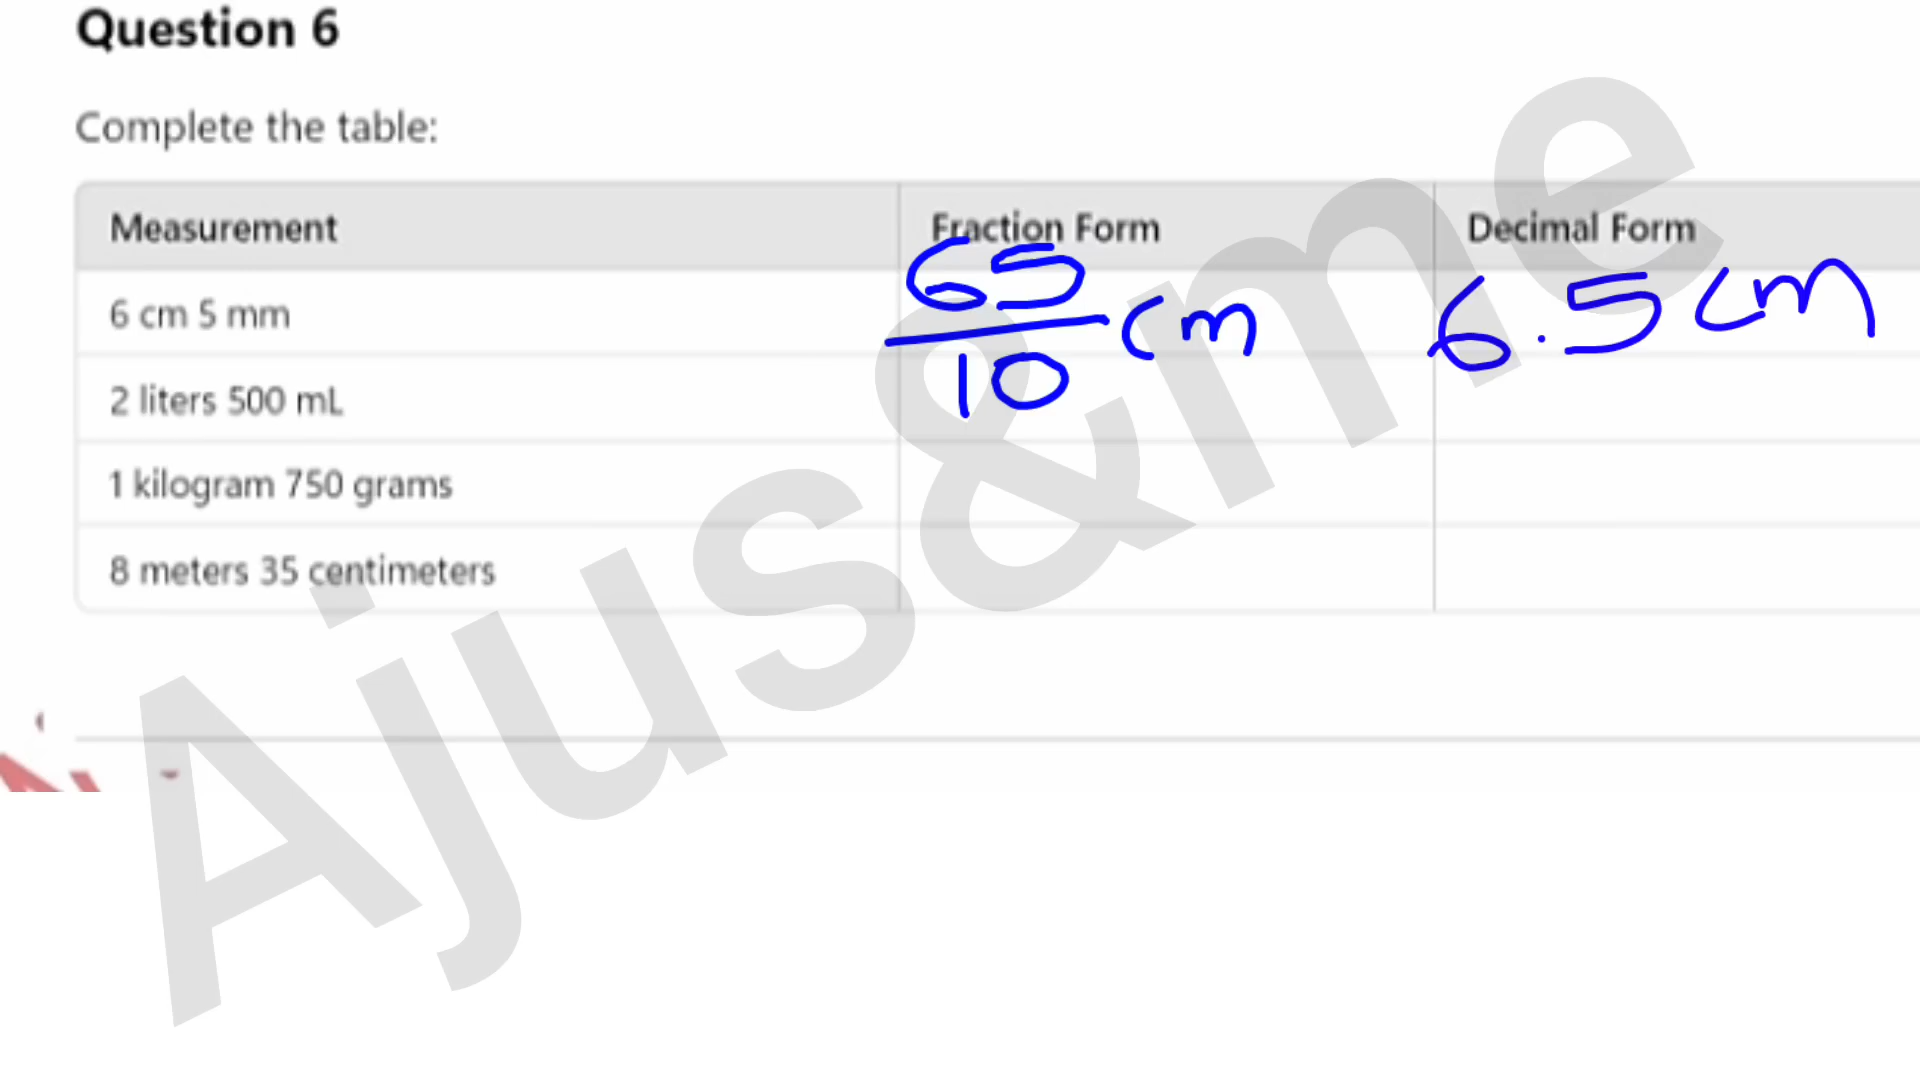 Question 6
Complete the table:
Measurement Fraction Form Decimal Form
6 cm 5 mm 65/10 cm 6.5 cm
2 liters 500 mL
1 kilogram 750 grams
8 meters 35 centimeters
Ajus&me